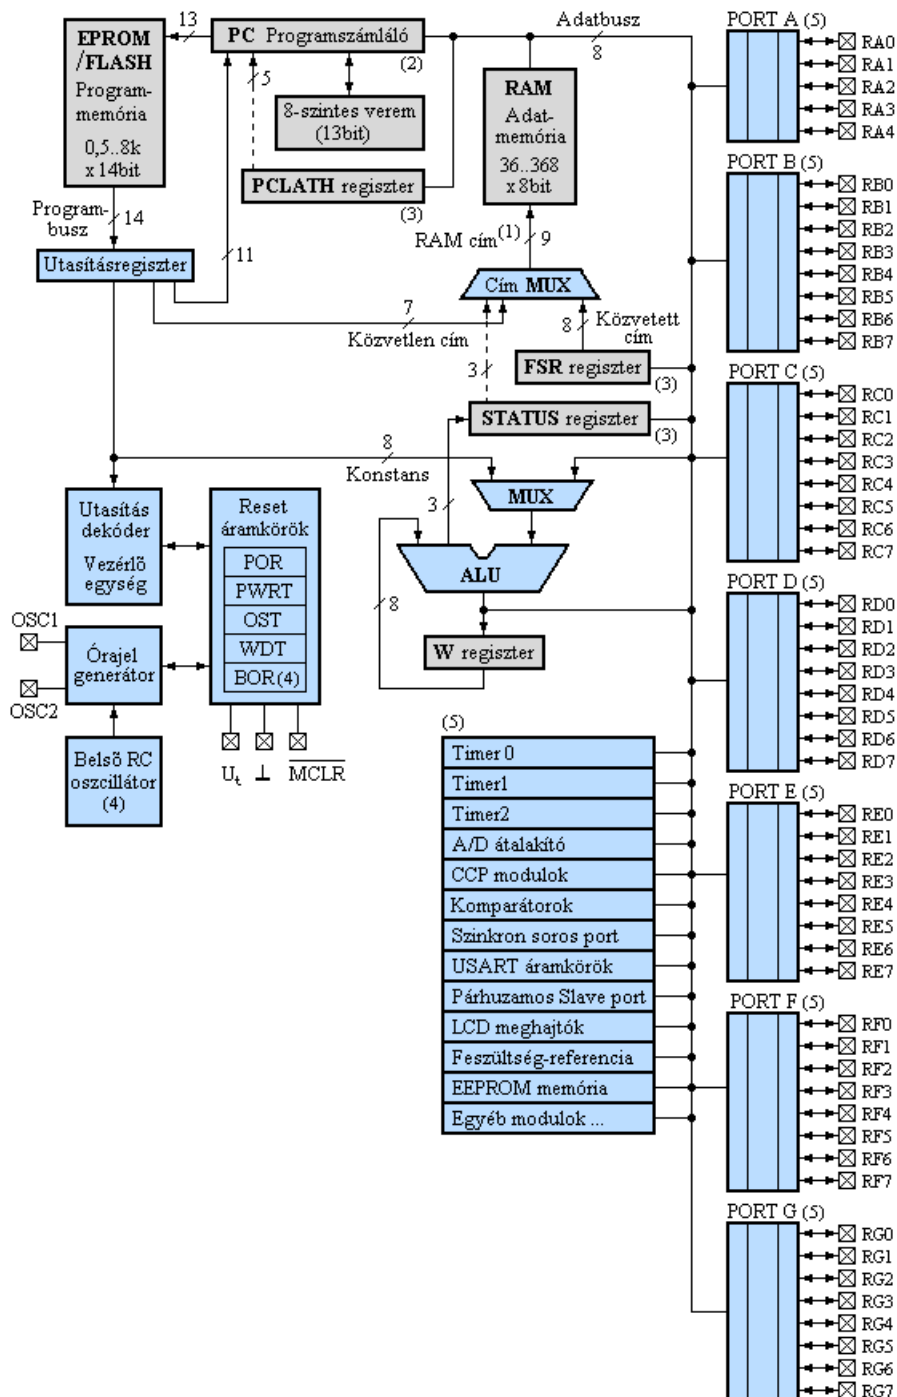 EPROM
/FLASH
Program-
memória
0,5..8k
x 14bit
13
PC Programszámláló
(2)
5
8-szintes verem
(13bit)
PCLATH regiszter
(3)
Adatbusz
8
RAM
Adat-
memória
36..368
x 8bit
Program-
busz
14
11
RAM cím(1)
9
Utasításregiszter
Cím MUX
7
Közvetlen cím
8
Közvetett
cím
FSR regiszter
(3)
3
STATUS regiszter
(3)
8
Konstans
MUX
3
ALU
8
W regiszter
Utasítás
dekóder
Vezérlő
egység
Reset
áramkörök
POR
PWRT
OST
WDT
BOR(4)
OSC1
OSC2
Órajel
generátor
Belső RC
oszcillátor
(4)
Ut
⊥
MCLR
(5)
Timer 0
Timer1
Timer2
A/D átalakító
CCP modulok
Komparátorok
Szinkron soros port
USART áramkörök
Párhuzamos Slave port
LCD meghajtók
Feszültség-referencia
EEPROM memória
Egyéb modulok ...
PORT A (5)
RA0
RA1
RA2
RA3
RA4
PORT B (5)
RB0
RB1
RB2
RB3
RB4
RB5
RB6
RB7
PORT C (5)
RC0
RC1
RC2
RC3
RC4
RC5
RC6
RC7
PORT D (5)
RD0
RD1
RD2
RD3
RD4
RD5
RD6
RD7
PORT E (5)
RE0
RE1
RE2
RE3
RE4
RE5
RE6
RE7
PORT F (5)
RF0
RF1
RF2
RF3
RF4
RF5
RF6
RF7
PORT G (5)
RG0
RG1
RG2
RG3
RG4
RG5
RG6
RG7